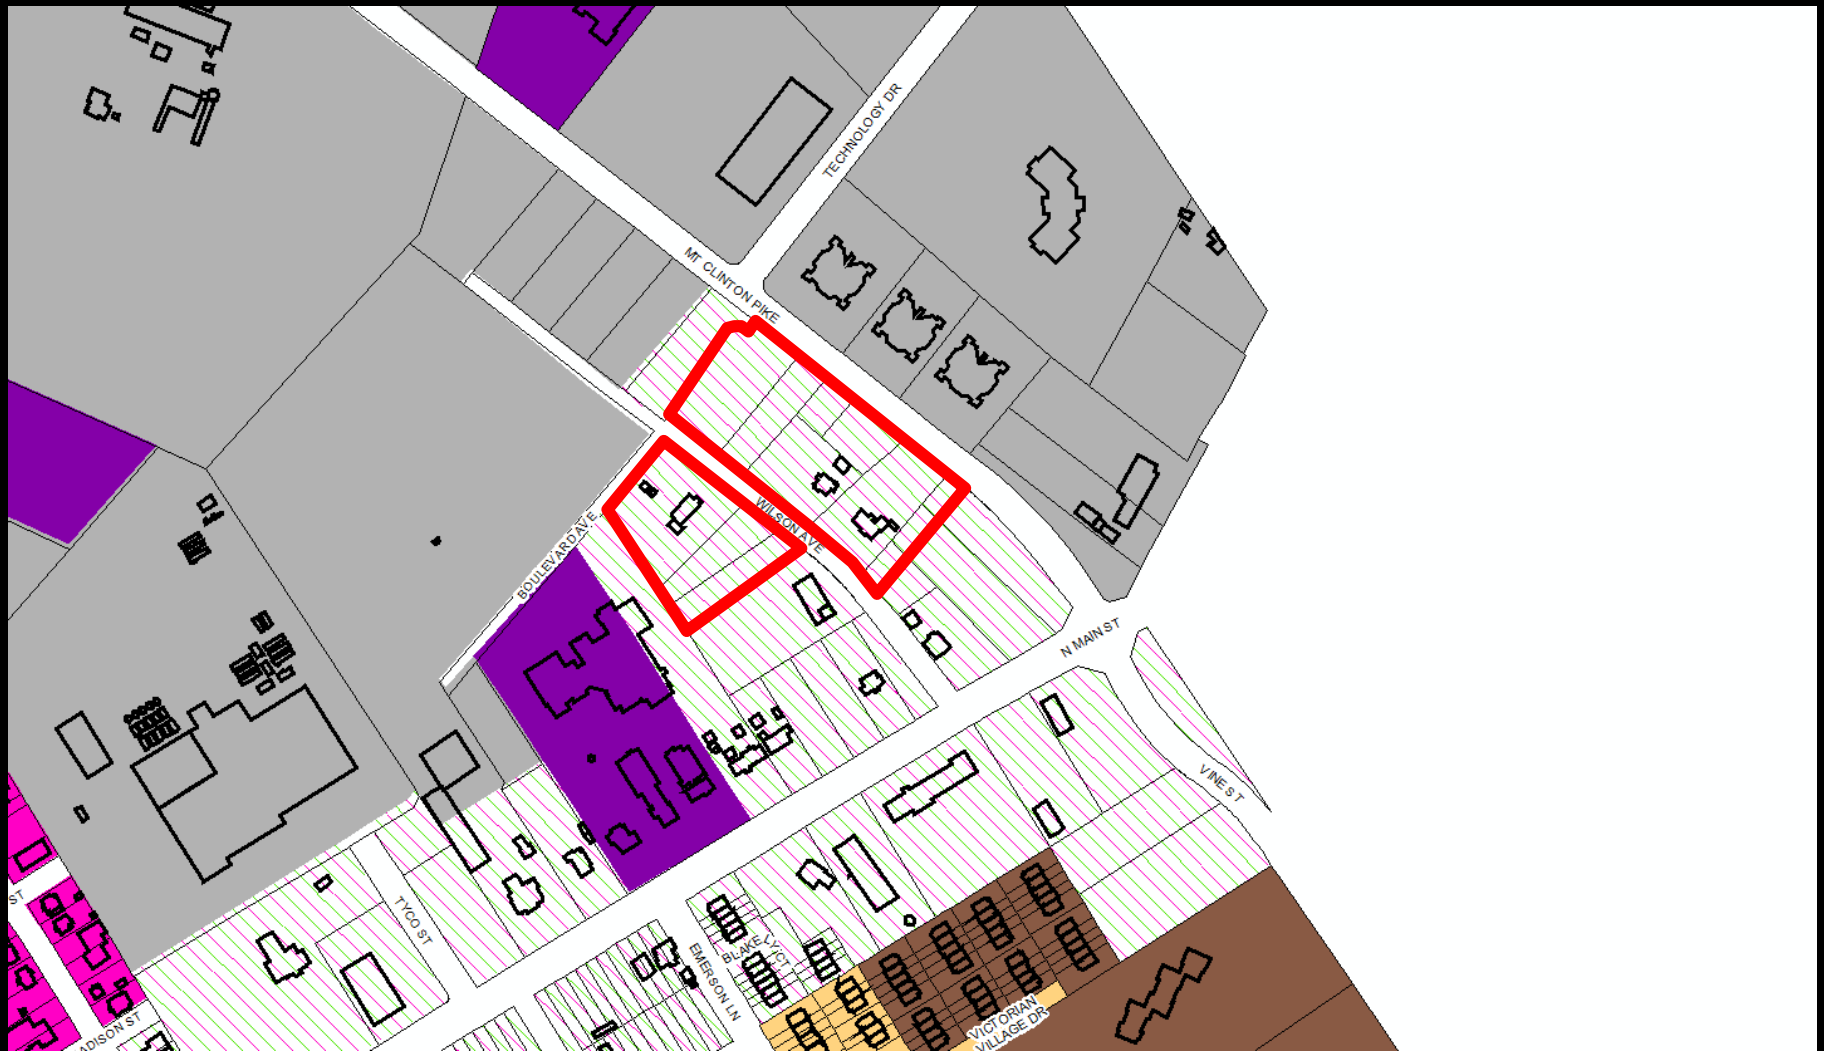 TECHNOLOGY DR
MT CLINTON PIKE
WILSON AVE
BOULEVARD AVE
N MAIN ST
VINE ST
ST
TYCO ST
BLAKELY CT
EMERSON LN
ADISON ST
VICTORIAN
VILLAGE DR